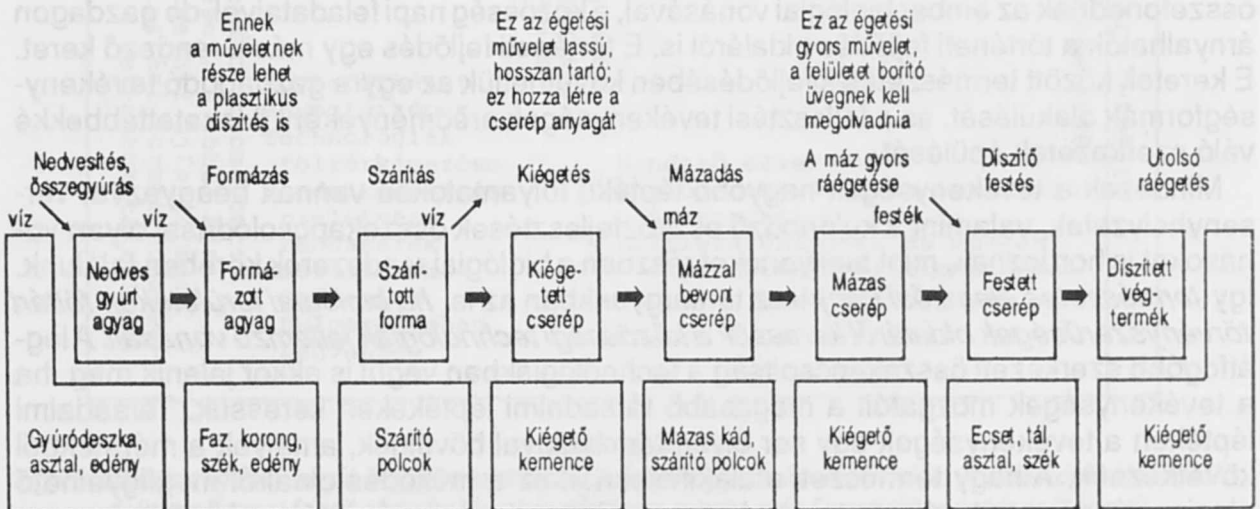 Ennek
a műveletnek
része lehet
a plasztikus
díszítés is
Ez az égetési
művelet lassú,
hosszan tartó;
ez hozza létre a
cserép anyagát
Ez az égetési
gyors művelet,
a felületet borító
üvegnek kell
megolvadnia
Nedvesítés,
összegyúrás
Formázás
Szárítás
Kiégetés
Mázadás
A máz gyors
ráégetése
Díszítő
festés
Utolsó
ráégetés
víz
víz
víz
máz
festék
Nedves
gyúrt
agyag
Formá-
zott
agyag
Szárí-
tott
forma
Kiége-
tett
cserép
Mázzal
bevont
cserép
Mázas
cserép
Festett
cserép
Díszített
vég-
termék
Gyúródeszka,
asztal, edény
Faz. korong,
szék, edény
Szárító
polcok
Kiégető
kemence
Mázas kád,
szárító polcok
Kiégető
kemence
Ecset, tál,
asztal, szék
Kiégető
kemence